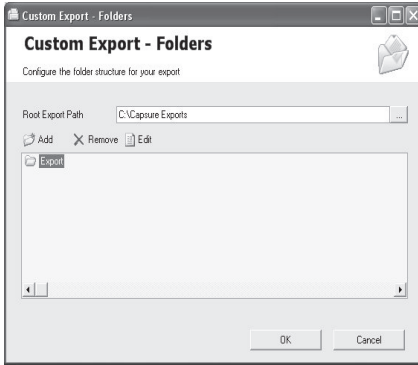 Custom Export - Folders
Custom Export - Folders
Configure the folder structure for your export
Root Export Path C:\Capsure Exports ...
Add Remove Edit
Export
OK Cancel